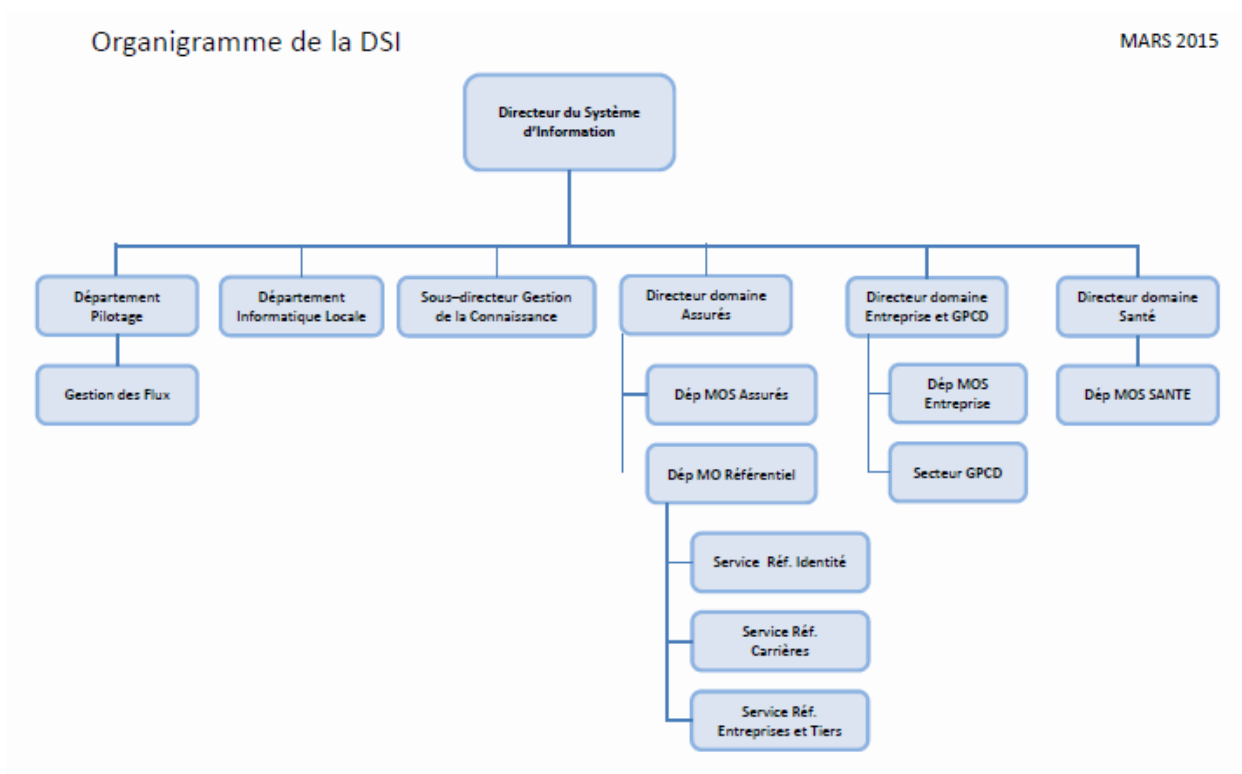 Organigramme de la DSI
MARS 2015
Directeur du Système
d'Information
Département
Pilotage
Département
Informatique Locale
Sous–directeur Gestion
de la Connaissance
Directeur domaine
Assurés
Directeur domaine
Entreprise et GPCD
Directeur domaine
Santé
Gestion des Flux
Dép MOS Assurés
Dép MOS
Entreprise
Dép MOS SANTE
Dép MO Référentiel
Secteur GPCD
Service Réf. Identité
Service Réf.
Carrières
Service Réf.
Entreprises et Tiers